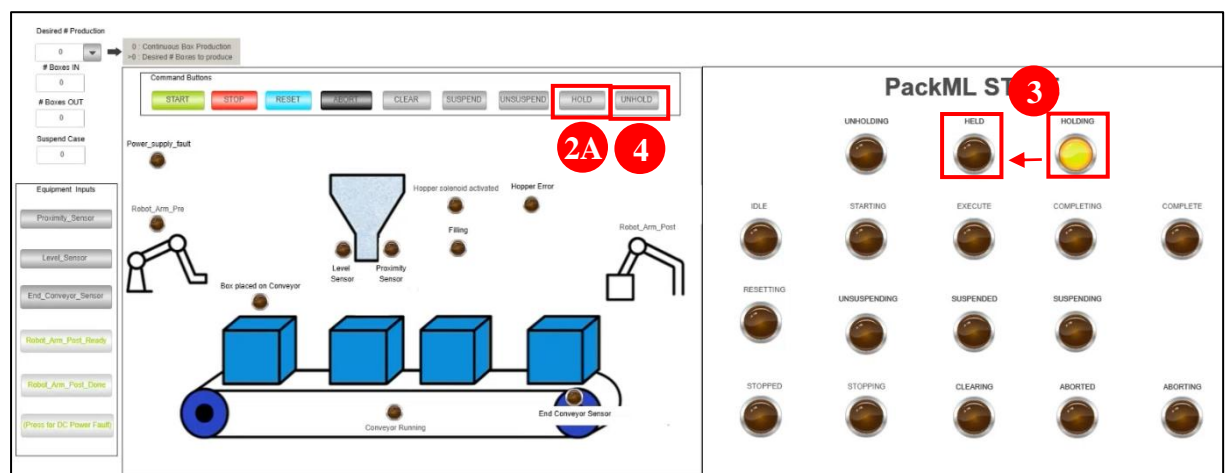 Desired # Production
0
0 : Continuous Box Production
>0 : Desired # Boxes to produce
# Boxes IN
0
# Boxes OUT
0
Suspend Case
0
Equipment Inputs
Proximity_Sensor
Level_Sensor
End_Conveyor_Sensor
Robot_Arm_Post_Ready
Robot_Arm_Post_Done
(Press for DC Power Fault)
Command Buttons
START
STOP
RESET
ABORT
CLEAR
SUSPEND
UNSUSPEND
HOLD
UNHOLD
2A
4
Power_supply_fault
Robot_Arm_Pre
Hopper solenoid activated
Hopper Error
Filling
Robot_Arm_Post
Level
Sensor
Proximity
Sensor
Box placed on Conveyor
End Conveyor Sensor
Conveyor Running
PackML ST
3
UNHOLDING
HELD
HOLDING
IDLE
STARTING
EXECUTE
COMPLETING
COMPLETE
RESETTING
UNSUSPENDING
SUSPENDED
SUSPENDING
STOPPED
STOPPING
CLEARING
ABORTED
ABORTING